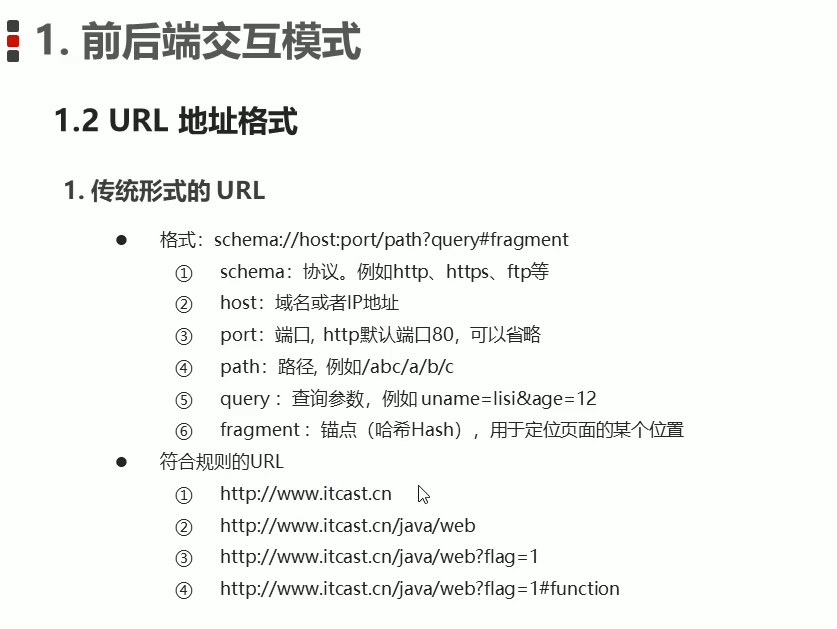 1. 前后端交互模式
1.2 URL 地址格式
1. 传统形式的 URL
● 格式：schema://host:port/path?query#fragment
① schema：协议。例如http、https、ftp等
② host：域名或者IP地址
③ port：端口, http默认端口80，可以省略
④ path：路径, 例如/abc/a/b/c
⑤ query ：查询参数，例如 uname=lisi&age=12
⑥ fragment ：锚点（哈希Hash），用于定位页面的某个位置
● 符合规则的URL
① http://www.itcast.cn
② http://www.itcast.cn/java/web
③ http://www.itcast.cn/java/web?flag=1
④ http://www.itcast.cn/java/web?flag=1#function